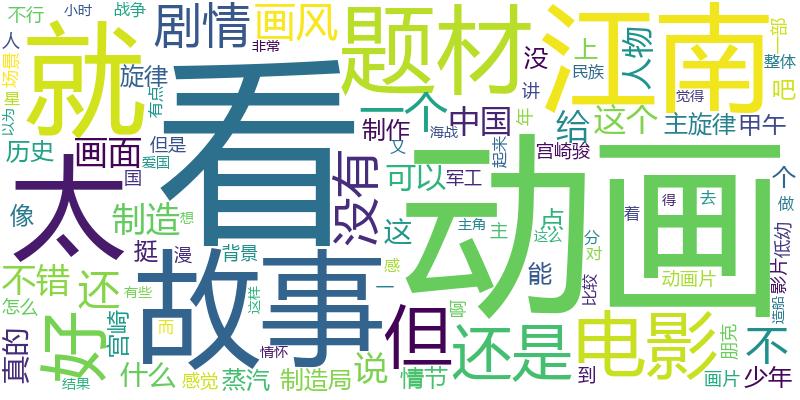 不行
小时
战争
剧情
画风
题材
江南
一部
人
就
非常
没
上
人物
整体
场景
星
旋律
看
讲
民族
吧
以为
有点
一个
中国
给
这个
觉得
主旋律
甲午
年
历史
画面
但是
爱国
制作
海战
又
起来
宫崎骏
动画
太
国
没有
可以
军工
个
做
像
制造
想
这
主角
主
点
着
得
去
低幼
挺
漫
背景
感
这么
分
对
能
动画片
影片
不错
还
故事
一
但
还是
啊
比较
电影
造船
怎么
好
宫崎
有些
而
这样
朋克
不
真的
什么
感觉
蒸汽
情怀
制造局
说
情节
到
画片
少年
结果